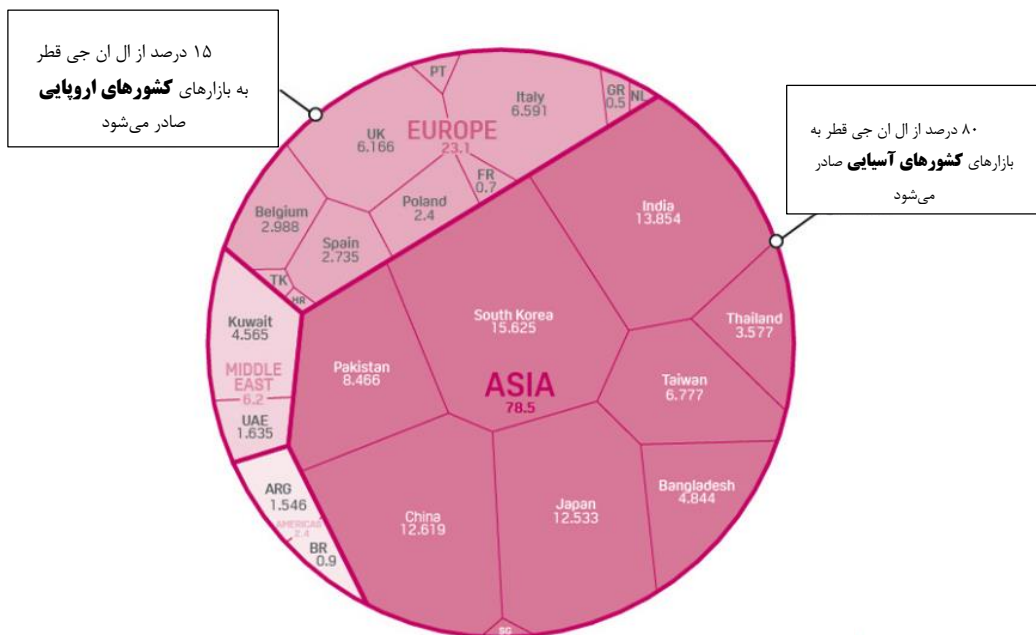 ۱۵ درصد از ال ان جی قطر
به بازارهای کشورهای اروپایی
صادر می‌شود
۸۰ درصد از ال ان جی قطر به
بازارهای کشورهای آسیایی صادر
می‌شود
PT
Italy
6.591
GR
0.5
NL
UK
6.166
EUROPE
23.1
FR
0.7
Poland
2.4
Belgium
2.988
Spain
2.735
TK
HR
India
13.854
Kuwait
4.565
MIDDLE
EAST
6.2
UAE
1.635
Pakistan
8.466
South Korea
15.625
Thailand
3.577
ASIA
78.5
Taiwan
6.777
ARG
1.546
AMERICAS
2.4
BR
0.9
China
12.619
Japan
12.533
Bangladesh
4.844
SG